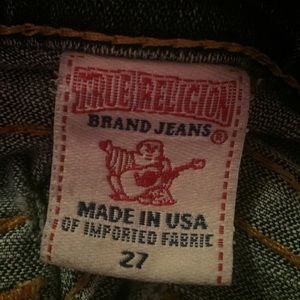 TRUE RELIGION
BRAND JEANS®
MADE IN USA
OF IMPORTED FABRIC
27